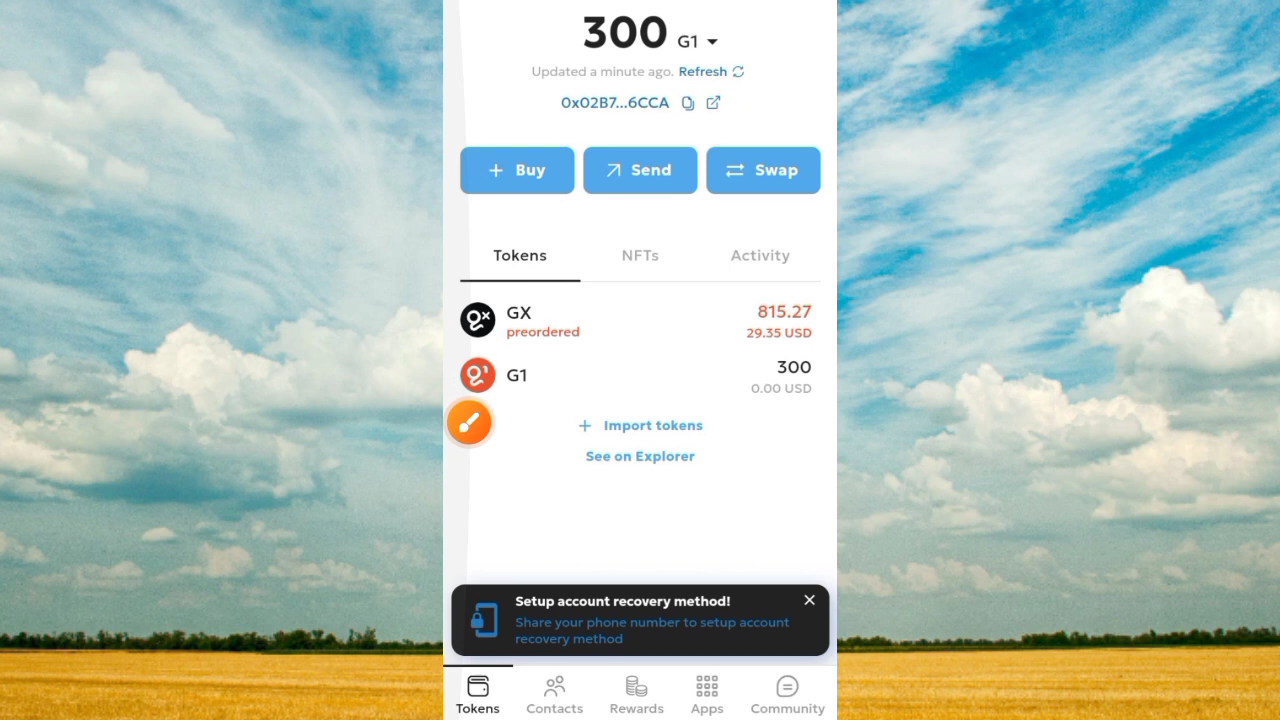 300 G1
Updated a minute ago. Refresh
0x02B7...6CCA
Buy
Send
Swap
Tokens
NFTs
Activity
GX
815.27
preordered
29.35 USD
G1
300
0.00 USD
Import tokens
See on Explorer
Setup account recovery method!
Share your phone number to setup account
recovery method
Tokens
Contacts
Rewards
Apps
Community